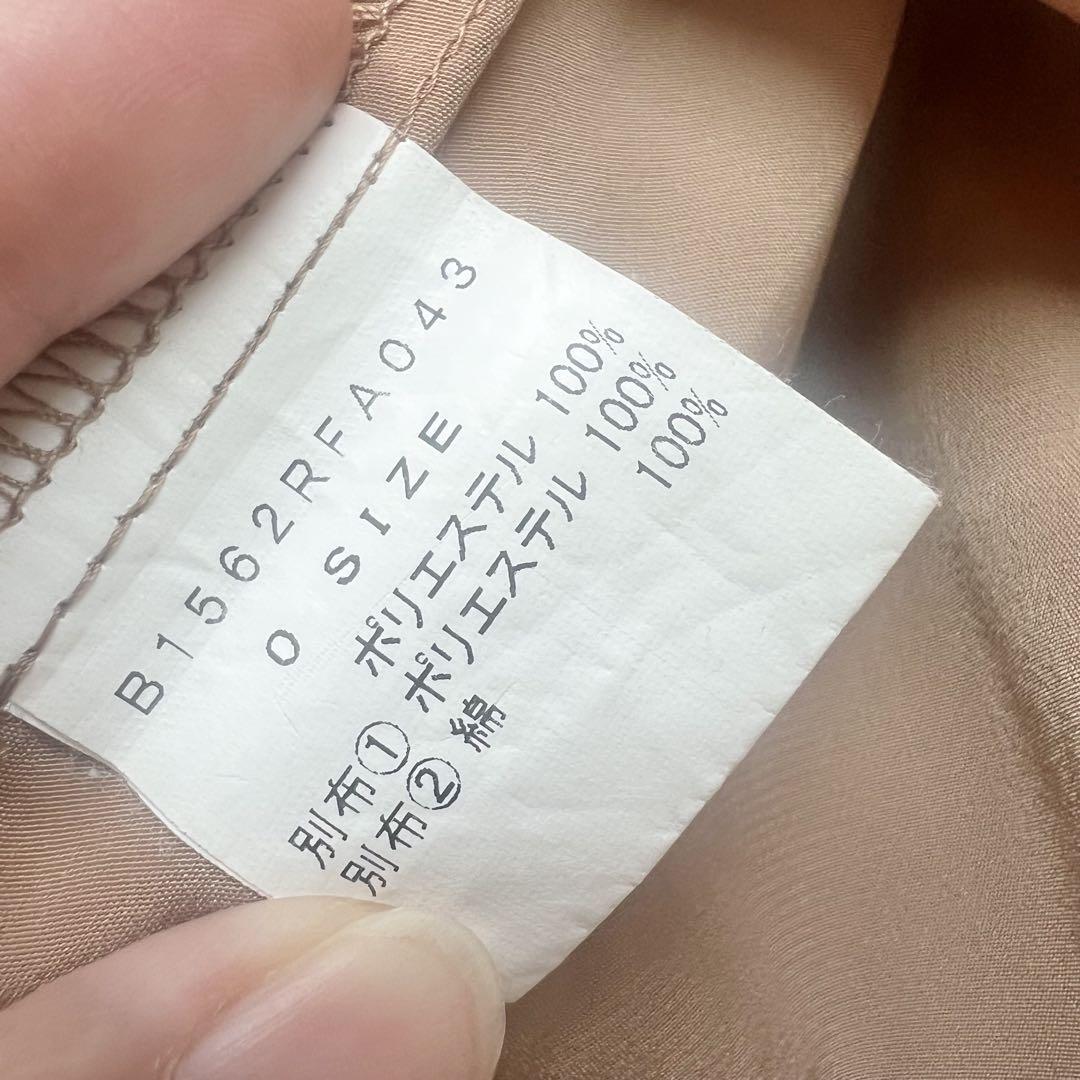 B1562RFA043
0 SIZE
ポリエステル 100%
別布① ポリエステル 100%
別布② 綿 100%